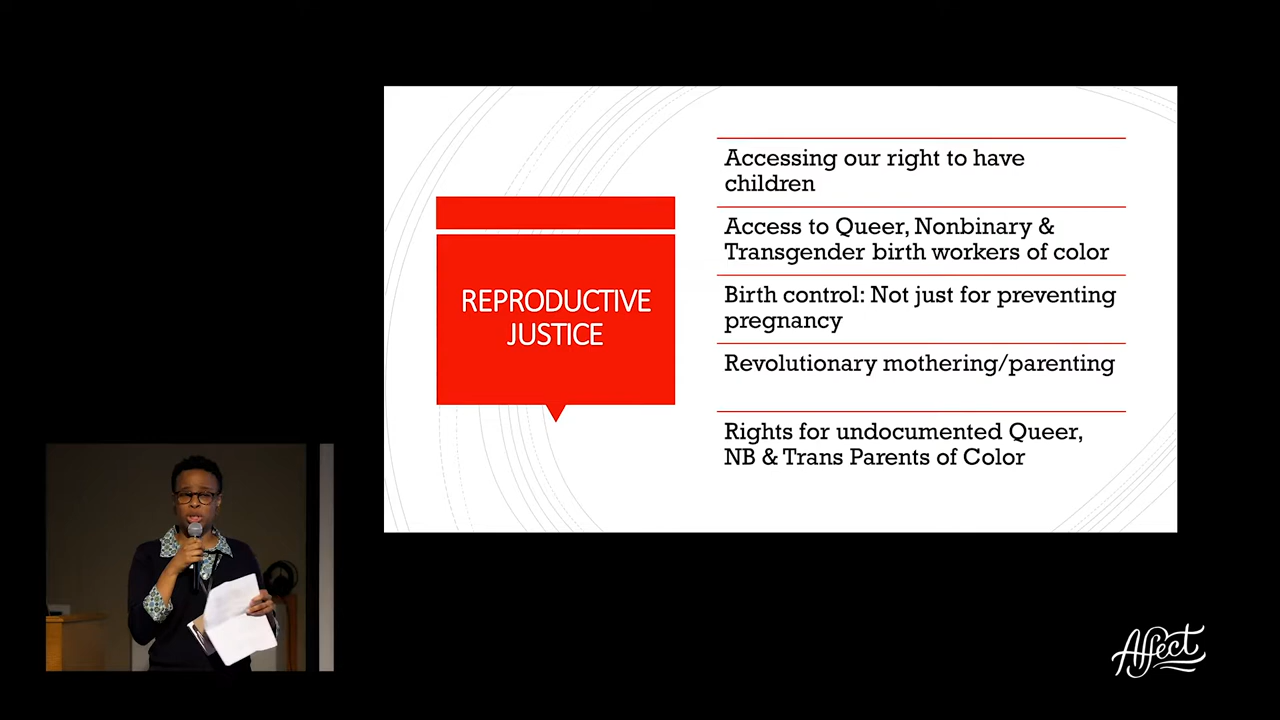 REPRODUCTIVE
JUSTICE
Accessing our right to have
children
Access to Queer, Nonbinary &
Transgender birth workers of color
Birth control: Not just for preventing
pregnancy
Revolutionary mothering/parenting
Rights for undocumented Queer,
NB & Trans Parents of Color
Affect